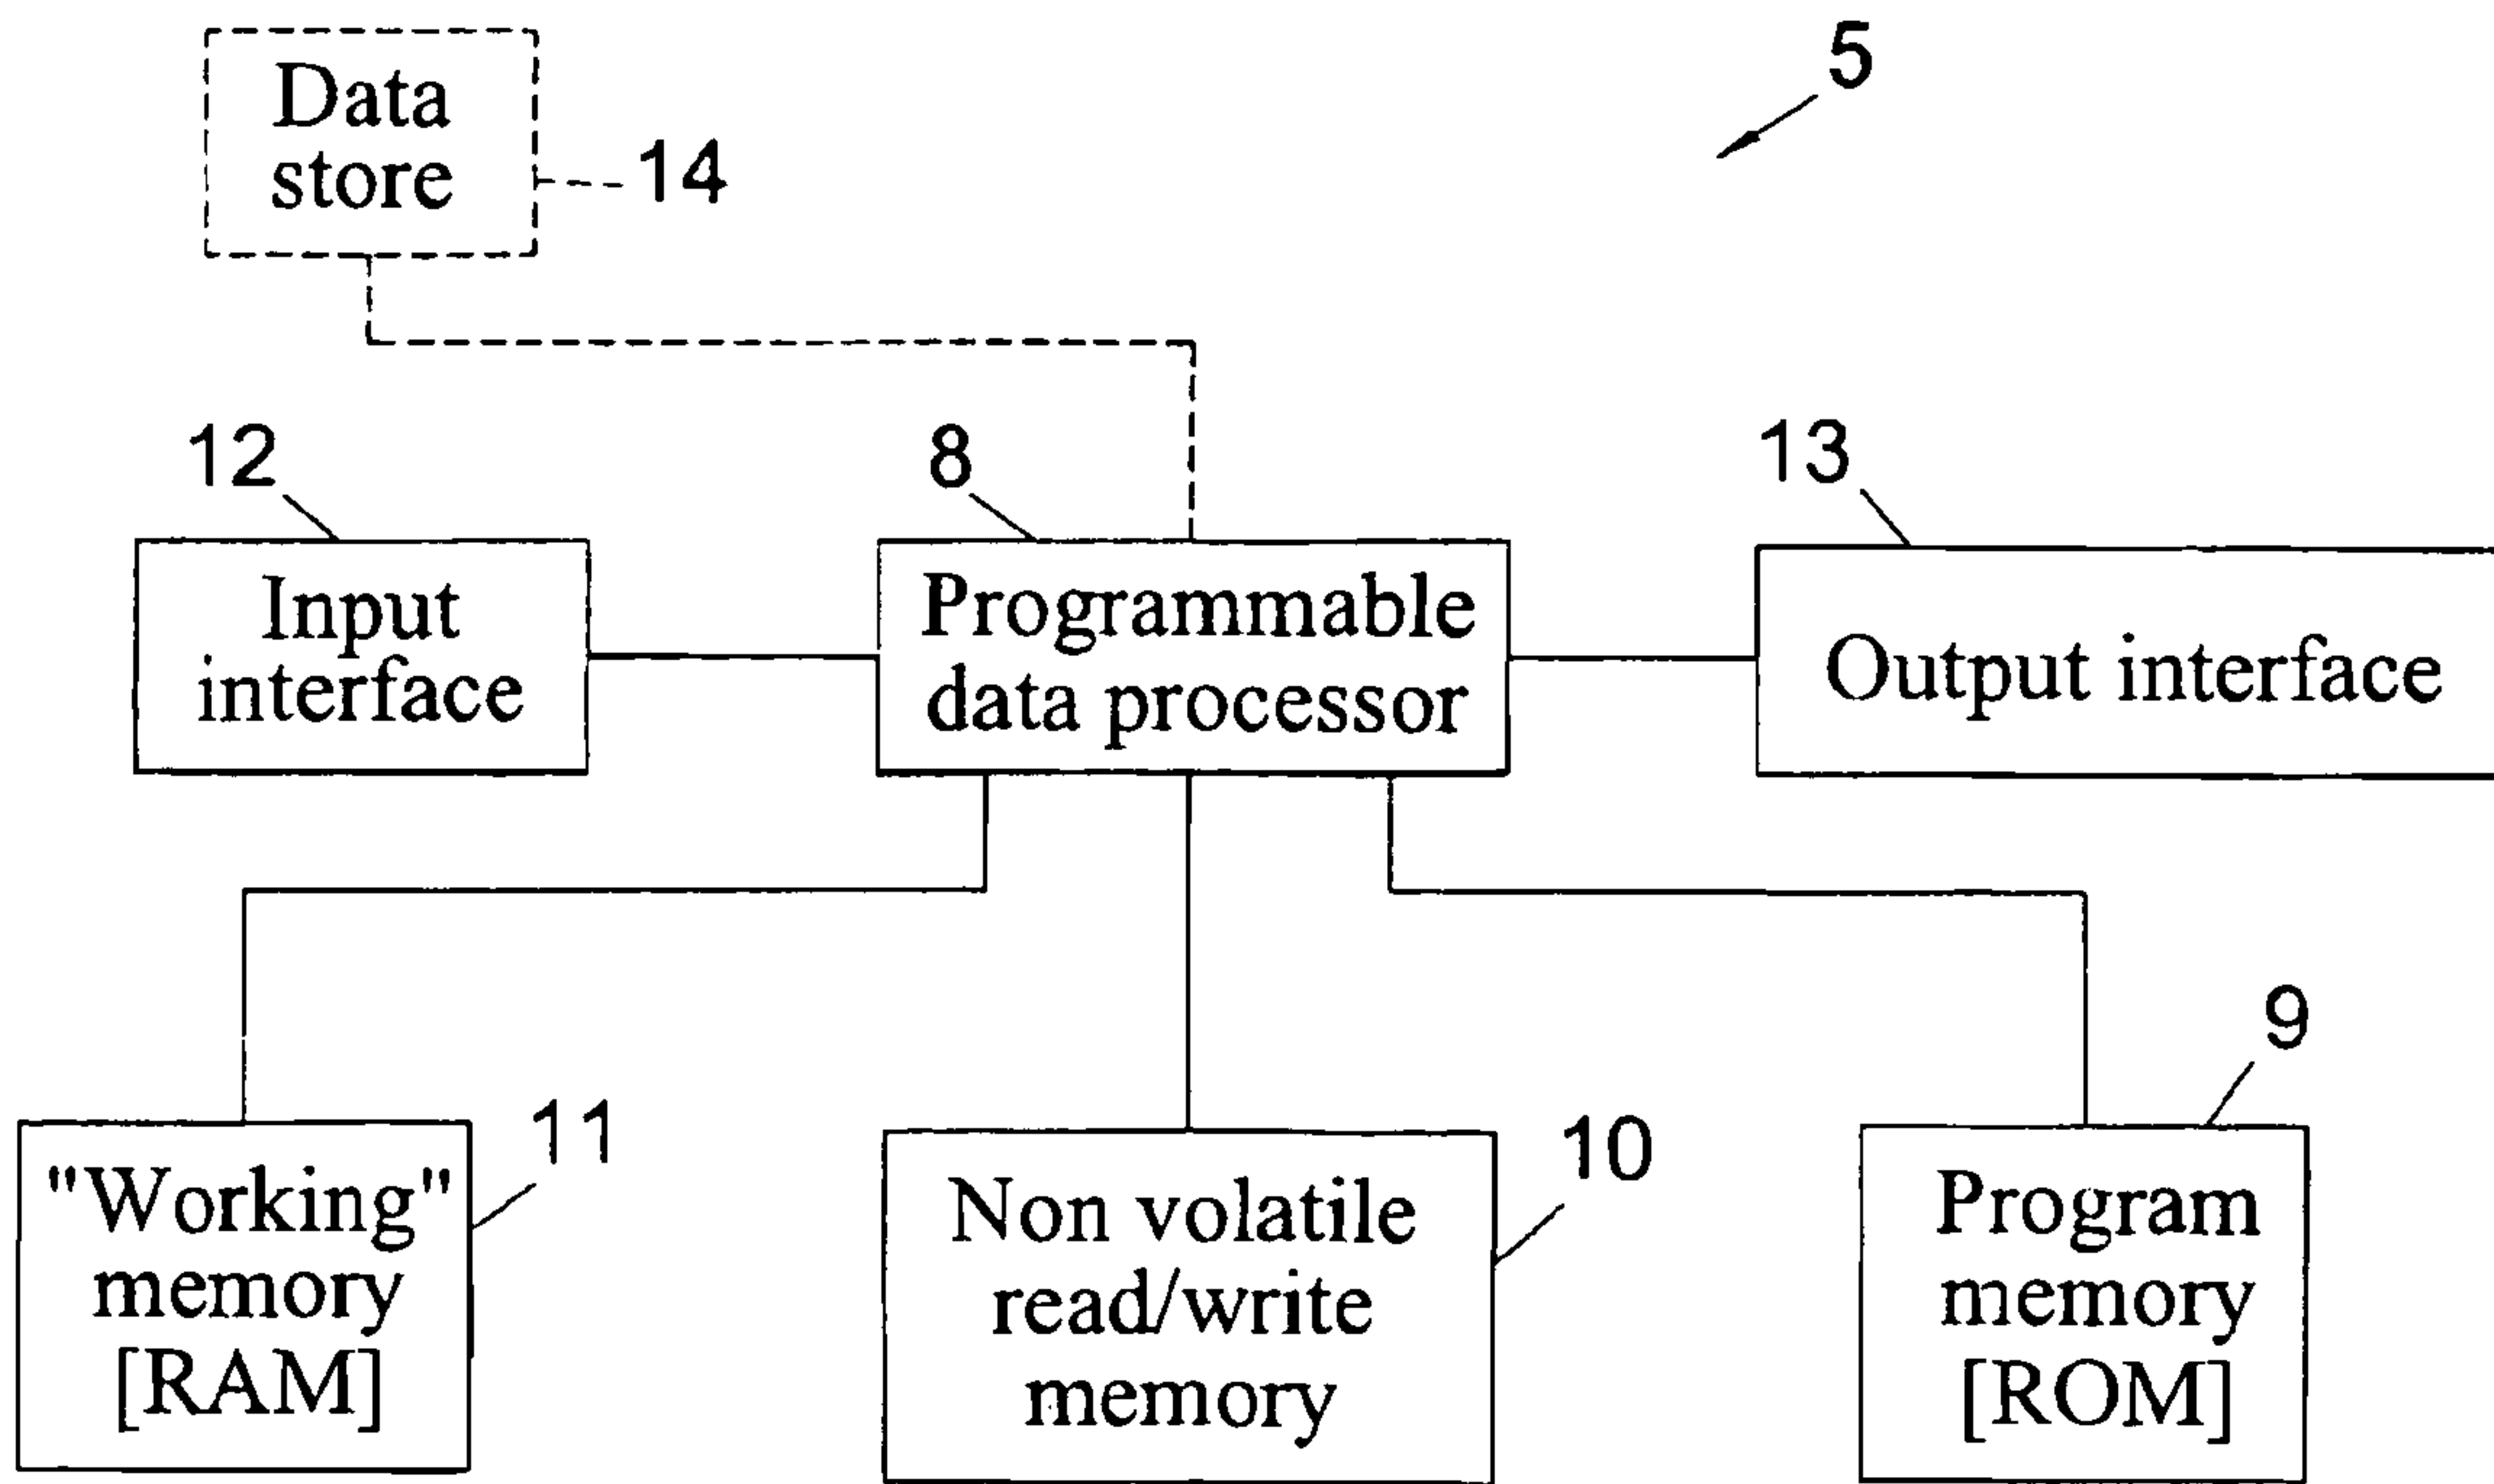 5
Data
store
14
12
8
13
Input
interface
Programmable
data processor
Output interface
9
11
10
"Working"
memory
[RAM]
Non volatile
read/write
memory
Program
memory
[ROM]